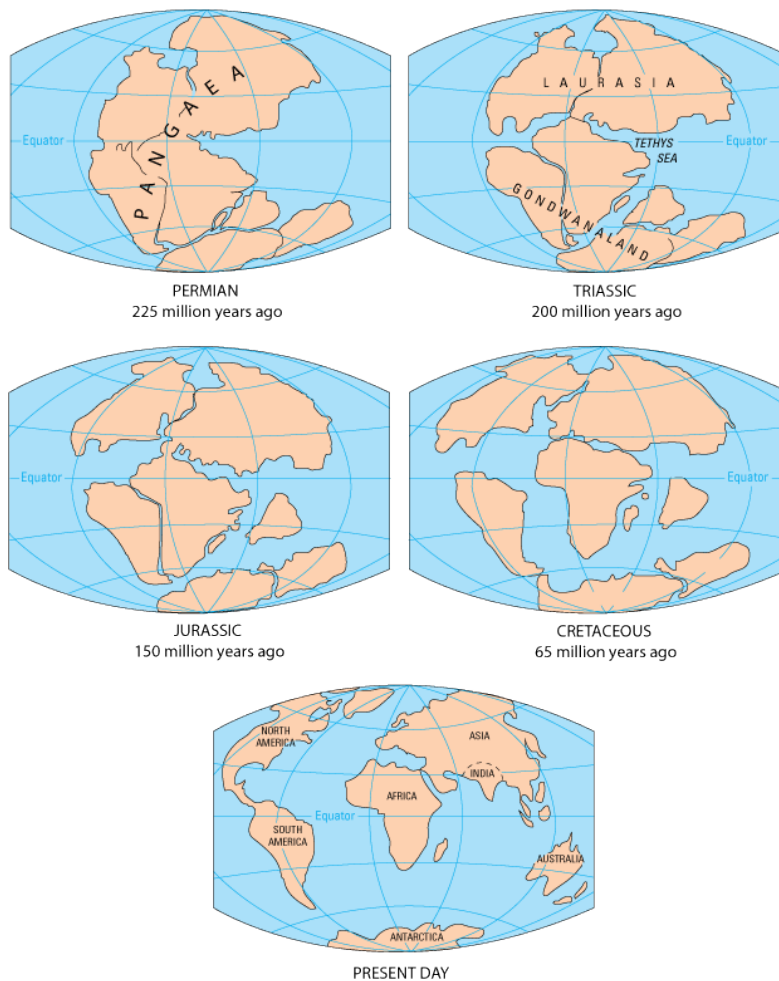 PANGAEA
Equator
PERMIAN
225 million years ago
LAURASIA
TETHYS
SEA
Equator
GONDWANALAND
TRIASSIC
200 million years ago
Equator
JURASSIC
150 million years ago
Equator
CRETACEOUS
65 million years ago
NORTH
AMERICA
ASIA
INDIA
AFRICA
Equator
SOUTH
AMERICA
AUSTRALIA
ANTARCTICA
PRESENT DAY